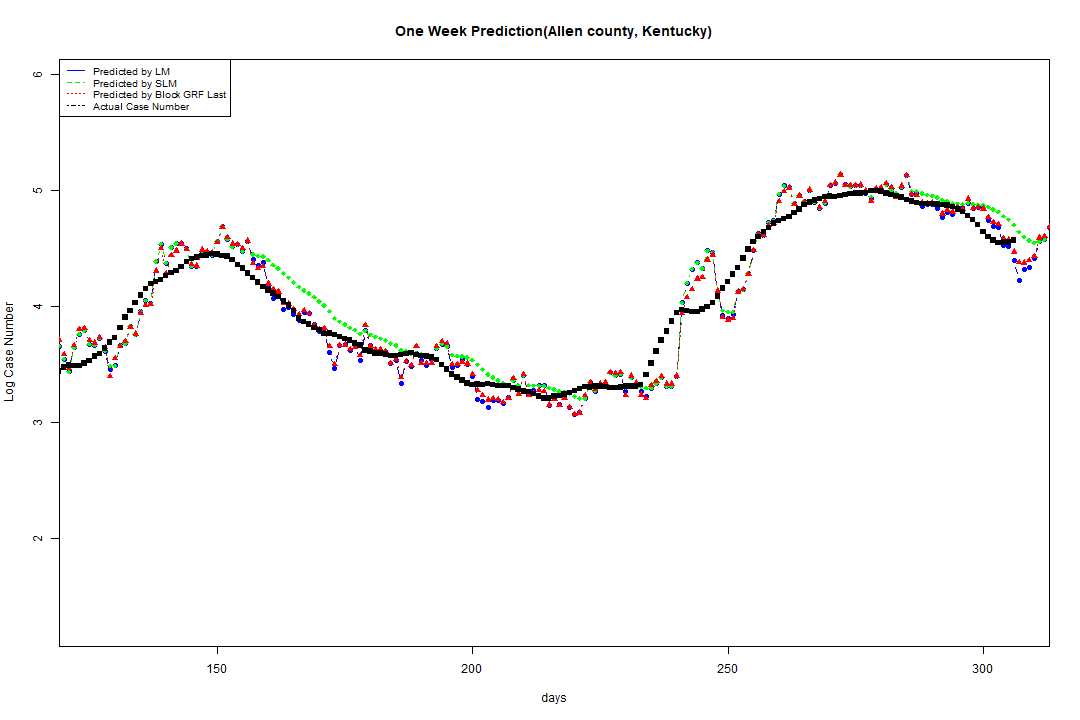 One Week Prediction(Allen county, Kentucky)
Predicted by LM
Predicted by SLM
Predicted by Block GRF Last
Actual Case Number
6
5
4
3
2
Log Case Number
150
200
250
300
days